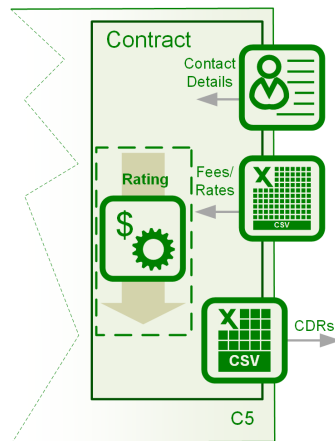 Contract
Contact
Details
Fees/
Rates
Rating
$
X
CSV
X
CSV
CDRs
C5